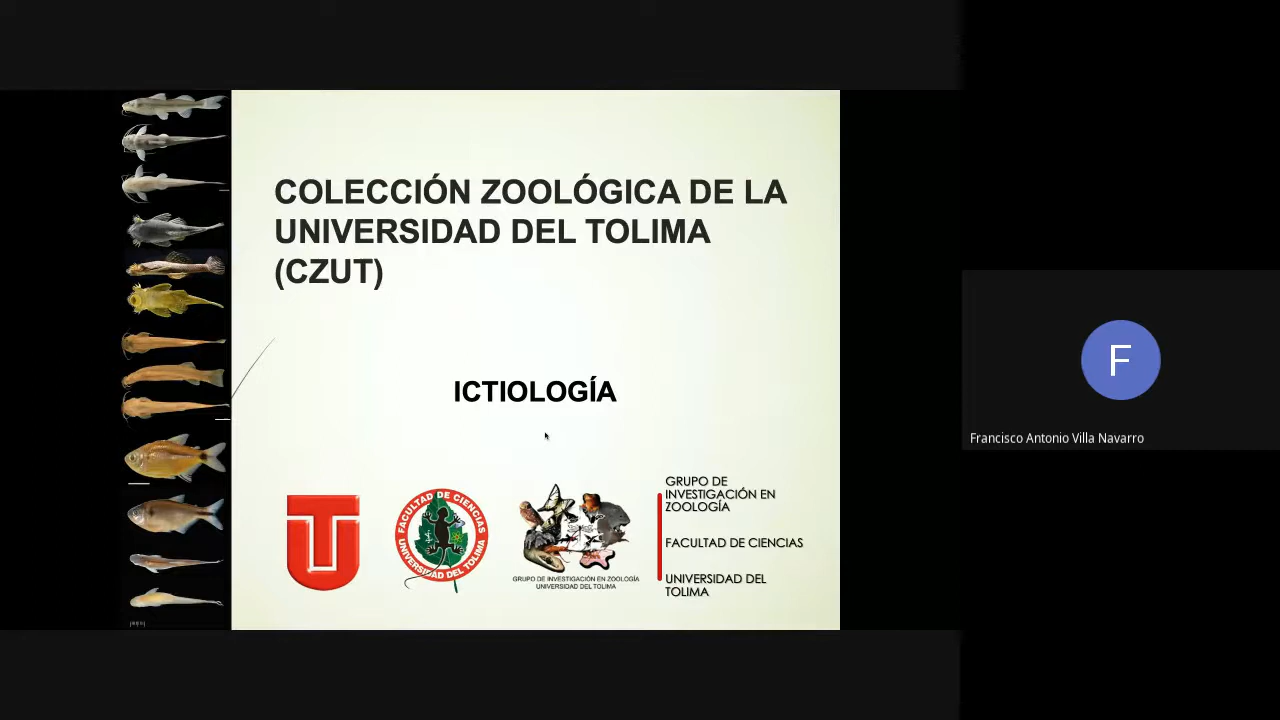 COLECCIÓN ZOOLÓGICA DE LA
UNIVERSIDAD DEL TOLIMA
(CZUT)
ICTIOLOGÍA
FACULTAD DE CIENCIAS
UNIVERSIDAD DEL TOLIMA
GRUPO DE INVESTIGACIÓN EN ZOOLOGÍA
UNIVERSIDAD DEL TOLIMA
GRUPO DE
INVESTIGACIÓN EN
ZOOLOGÍA
FACULTAD DE CIENCIAS
UNIVERSIDAD DEL
TOLIMA
F
Francisco Antonio Villa Navarro